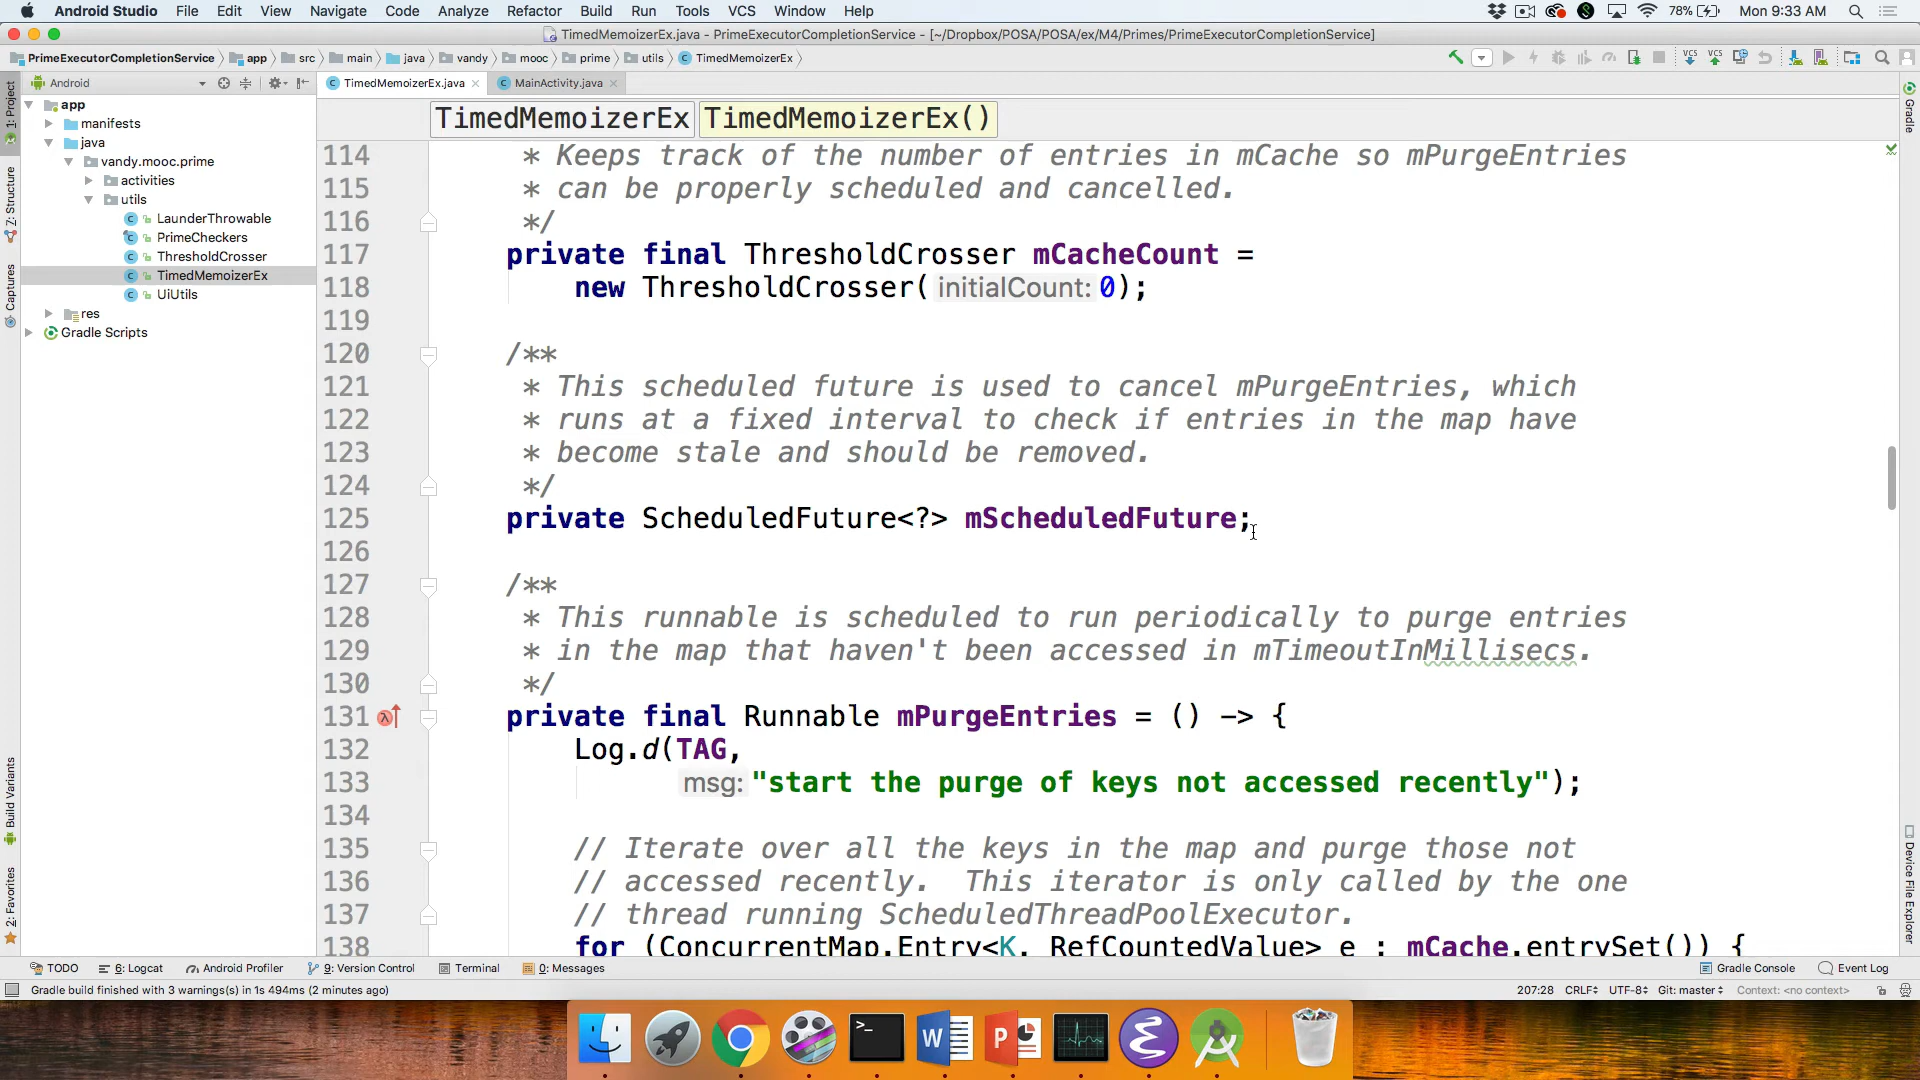 Android Studio File Edit View Navigate Code Analyze Refactor Build Run Tools VCS Window Help 78% Mon 9:33 AM
TimedMemoizerEx.java - PrimeExecutorCompletionService - [~/Dropbox/POSA/POSA/ex/M4/Primes/PrimeExecutorCompletionService]
PrimeExecutorCompletionService app src main java vandy mooc prime utils TimedMemoizerEx
Android TimedMemoizerEx.java MainActivity.java
TimedMemoizerEx TimedMemoizerEx()
1: Project
Z: Structure
Captures
Build Variants
2: Favorites
app
manifests
java
vandy.mooc.prime
activities
utils
LaunderThrowable
PrimeCheckers
ThresholdCrosser
TimedMemoizerEx
UiUtils
res
Gradle Scripts
114 * Keeps track of the number of entries in mCache so mPurgeEntries
115 * can be properly scheduled and cancelled.
116 */
117 private final ThresholdCrosser mCacheCount =
118 new ThresholdCrosser( initialCount: 0);
119
120 /**
121 * This scheduled future is used to cancel mPurgeEntries, which
122 * runs at a fixed interval to check if entries in the map have
123 * become stale and should be removed.
124 */
125 private ScheduledFuture<?> mScheduledFuture;
126
127 /**
128 * This runnable is scheduled to run periodically to purge entries
129 * in the map that haven't been accessed in mTimeoutInMillisecs.
130 */
131 private final Runnable mPurgeEntries = () -> {
132 Log.d(TAG,
133 msg: "start the purge of keys not accessed recently");
134
135 // Iterate over all the keys in the map and purge those not
136 // accessed recently.  This iterator is only called by the one
137 // thread running ScheduledThreadPoolExecutor.
138 for (ConcurrentMap.Entry<K, RefCountedValue> e : mCache.entrySet()) {
Gradle
Device File Explorer
TODO 6: Logcat Android Profiler 9: Version Control Terminal 0: Messages Gradle Console Event Log
Gradle build finished with 3 warning(s) in 1s 494ms (2 minutes ago) 207:28 CRLF UTF-8 Git: master Context: <no context>